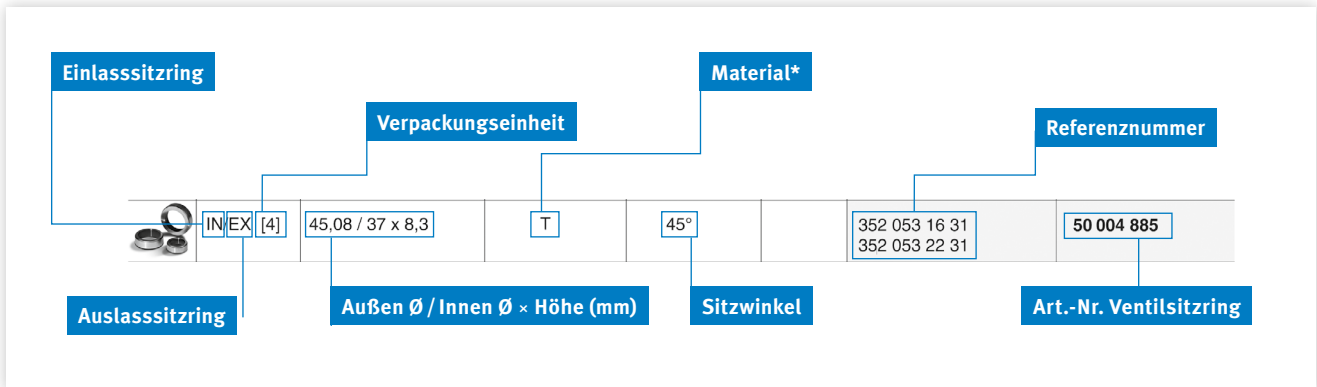 Einlasssitzring
Material*
Verpackungseinheit
Referenznummer
IN/EX [4] 45,08 / 37 x 8,3 T 45° 352 053 16 31 50 004 885
352 053 22 31
Auslasssitzring
Außen Ø / Innen Ø × Höhe (mm)
Sitzwinkel
Art.-Nr. Ventilsitzring